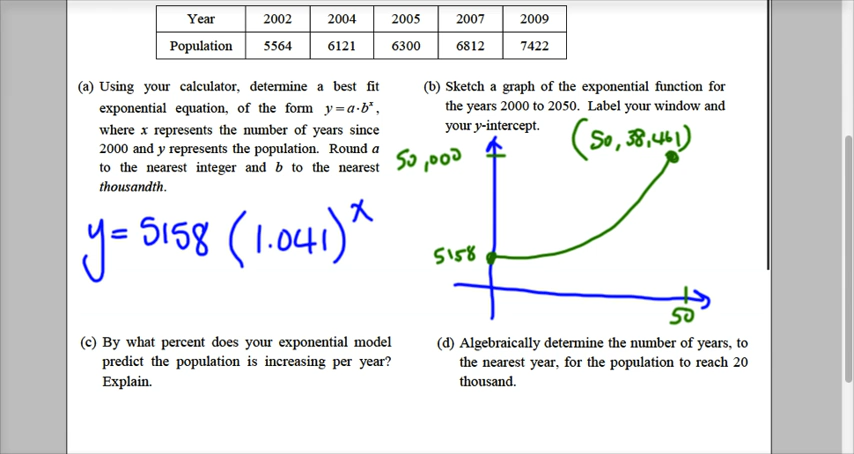 Year 2002 2004 2005 2007 2009
Population 5564 6121 6300 6812 7422
(a) Using your calculator, determine a best fit
exponential equation, of the form y=a·bˣ,
where x represents the number of years since
2000 and y represents the population. Round a
to the nearest integer and b to the nearest
thousandth.
y = 5158 (1.041)ˣ
(b) Sketch a graph of the exponential function for
the years 2000 to 2050. Label your window and
your y-intercept.
(50, 38,461)
50,000
5158
50
(c) By what percent does your exponential model
predict the population is increasing per year?
Explain.
(d) Algebraically determine the number of years, to
the nearest year, for the population to reach 20
thousand.